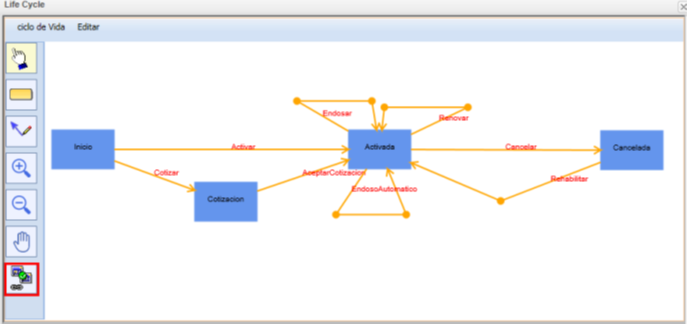 Life Cycle
ciclo de Vida Editar
Endosar
Renovar
Inicio
Activar
Activada
Cancelar
Cancelada
Cotizar
AceptarCotizacion
EndosoAutomatico
Rehabilitar
Cotizacion